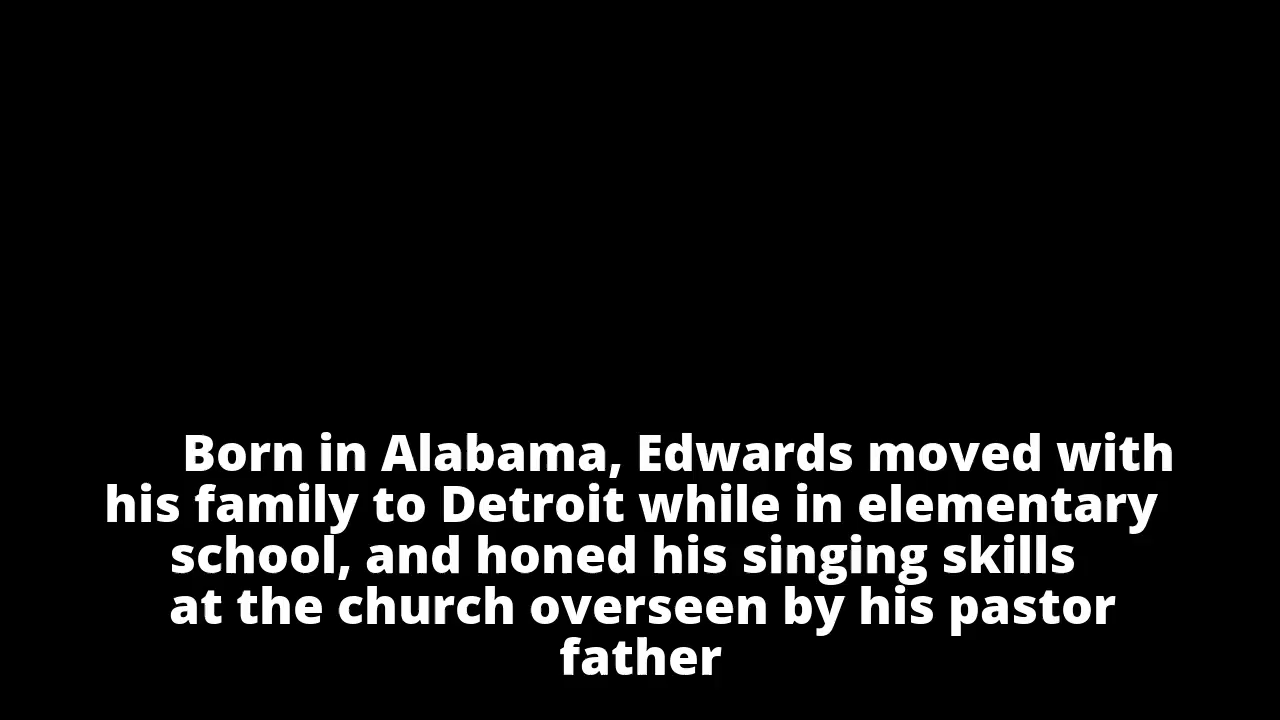 Born in Alabama, Edwards moved with
his family to Detroit while in elementary
school, and honed his singing skills
at the church overseen by his pastor
father